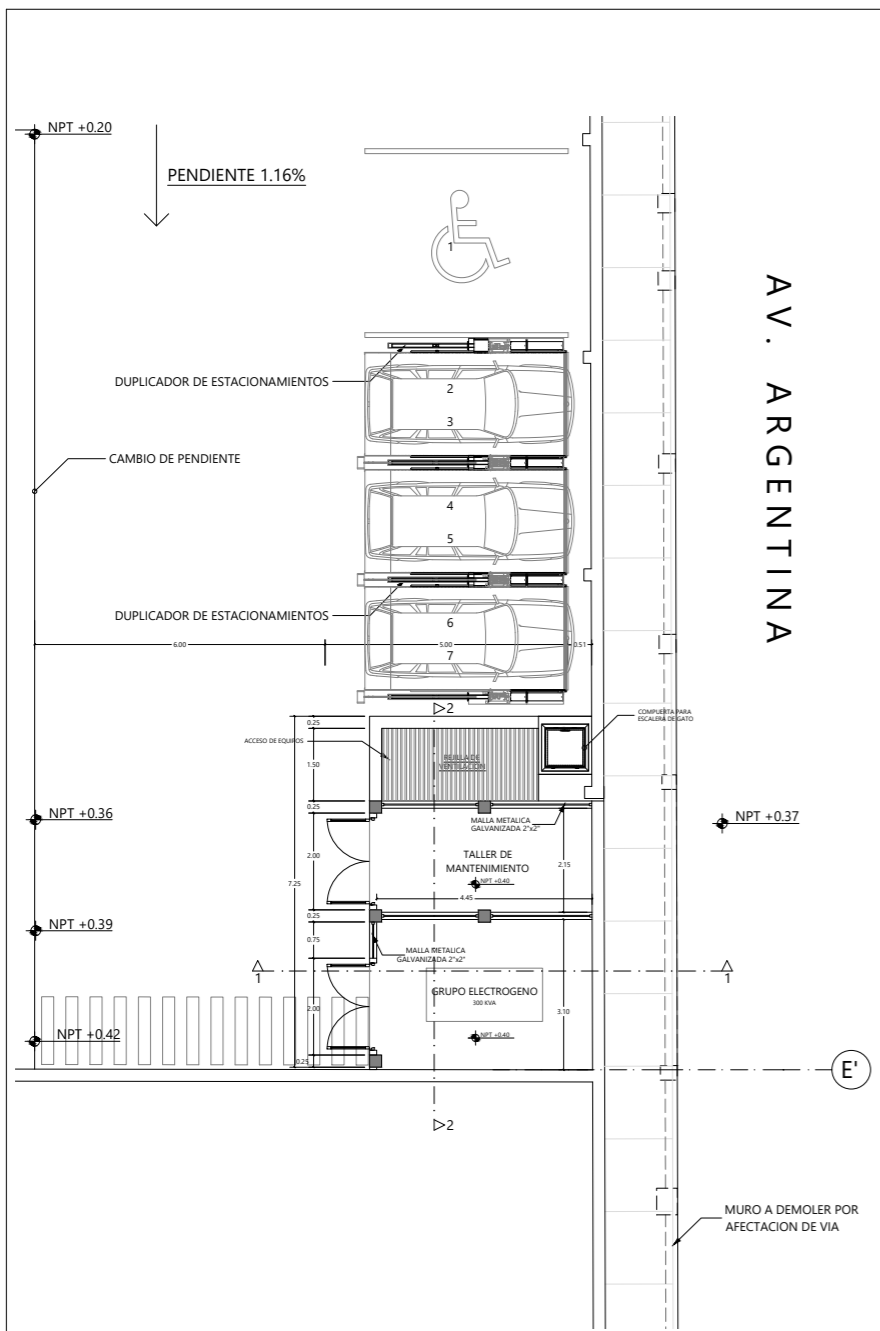 NPT +0.20
PENDIENTE 1.16%
1
AV. ARGENTINA
DUPLICADOR DE ESTACIONAMIENTOS
2
3
CAMBIO DE PENDIENTE
4
5
DUPLICADOR DE ESTACIONAMIENTOS
6
6.00
5.00
0.51
7
2
0.25
COMPUERTA PARA
ESCALERA DE GATO
ACCESO DE EQUIPOS
REJILLA DE
VENTILACION
1.50
0.25
NPT +0.36
NPT +0.37
MALLA METALICA
GALVANIZADA 2"x2"
TALLER DE
MANTENIMIENTO
2.00
2.15
7.25
NPT +0.40
4.45
0.25
NPT +0.39
0.75
MALLA METALICA
GALVANIZADA 2"x2"
1
1
GRUPO ELECTROGENO
300 KVA
2.00
3.10
NPT +0.42
NPT +0.40
0.25
E'
2
MURO A DEMOLER POR
AFECTACION DE VIA